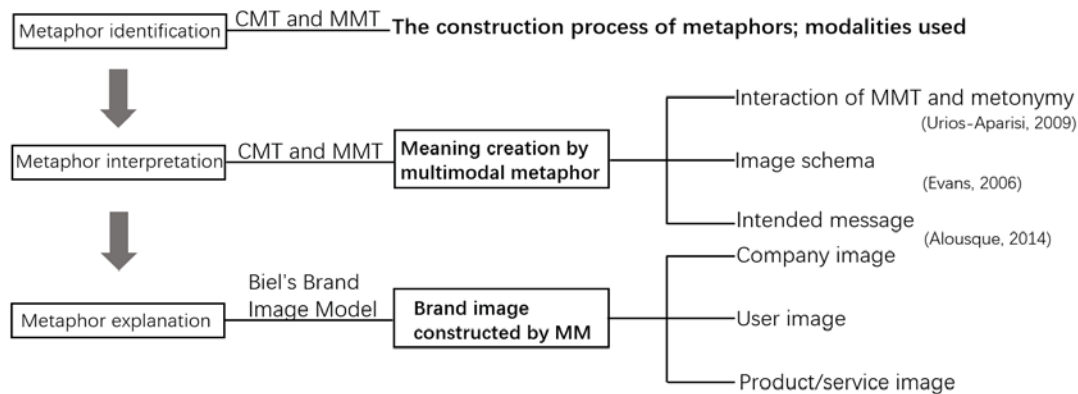 CMT and MMT
Metaphor identification
The construction process of metaphors; modalities used
Interaction of MMT and metonymy
(Urios-Aparisi, 2009)
Metaphor interpretation
CMT and MMT
Meaning creation by
multimodal metaphor
Image schema
(Evans, 2006)
Intended message
(Alousque, 2014)
Company image
Biel's Brand
Image Model
Metaphor explanation
Brand image
constructed by MM
User image
Product/service image